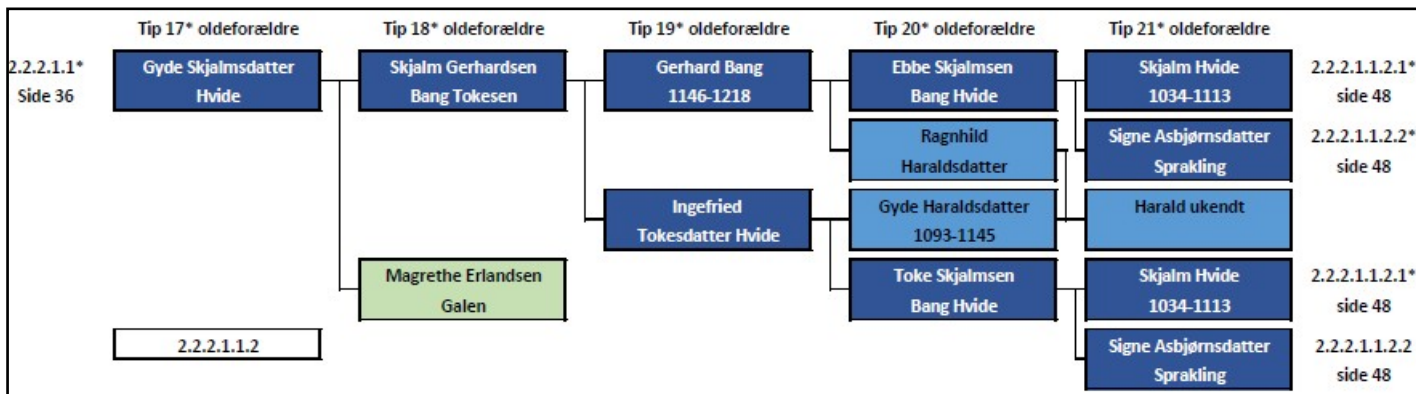 Tip 17* oldeforældre
Tip 18* oldeforældre
Tip 19* oldeforældre
Tip 20* oldeforældre
Tip 21* oldeforældre
2.2.2.1.1*
Side 36
Gyde Skjalmsdatter
Hvide
Skjalm Gerhardsen
Bang Tokesen
Gerhard Bang
1146-1218
Ebbe Skjalmsen
Bang Hvide
Skjalm Hvide
1034-1113
2.2.2.1.1.2.1*
side 48
Ragnhild
Haraldsdatter
Signe Asbjørnsdatter
Sprakling
2.2.2.1.1.2.2*
side 48
Ingefried
Tokesdatter Hvide
Gyde Haraldsdatter
1093-1145
Harald ukendt
Magrethe Erlandsen
Galen
Toke Skjalmsen
Bang Hvide
Skjalm Hvide
1034-1113
2.2.2.1.1.2.1*
side 48
2.2.2.1.1.2
Signe Asbjørnsdatter
Sprakling
2.2.2.1.1.2.2
side 48